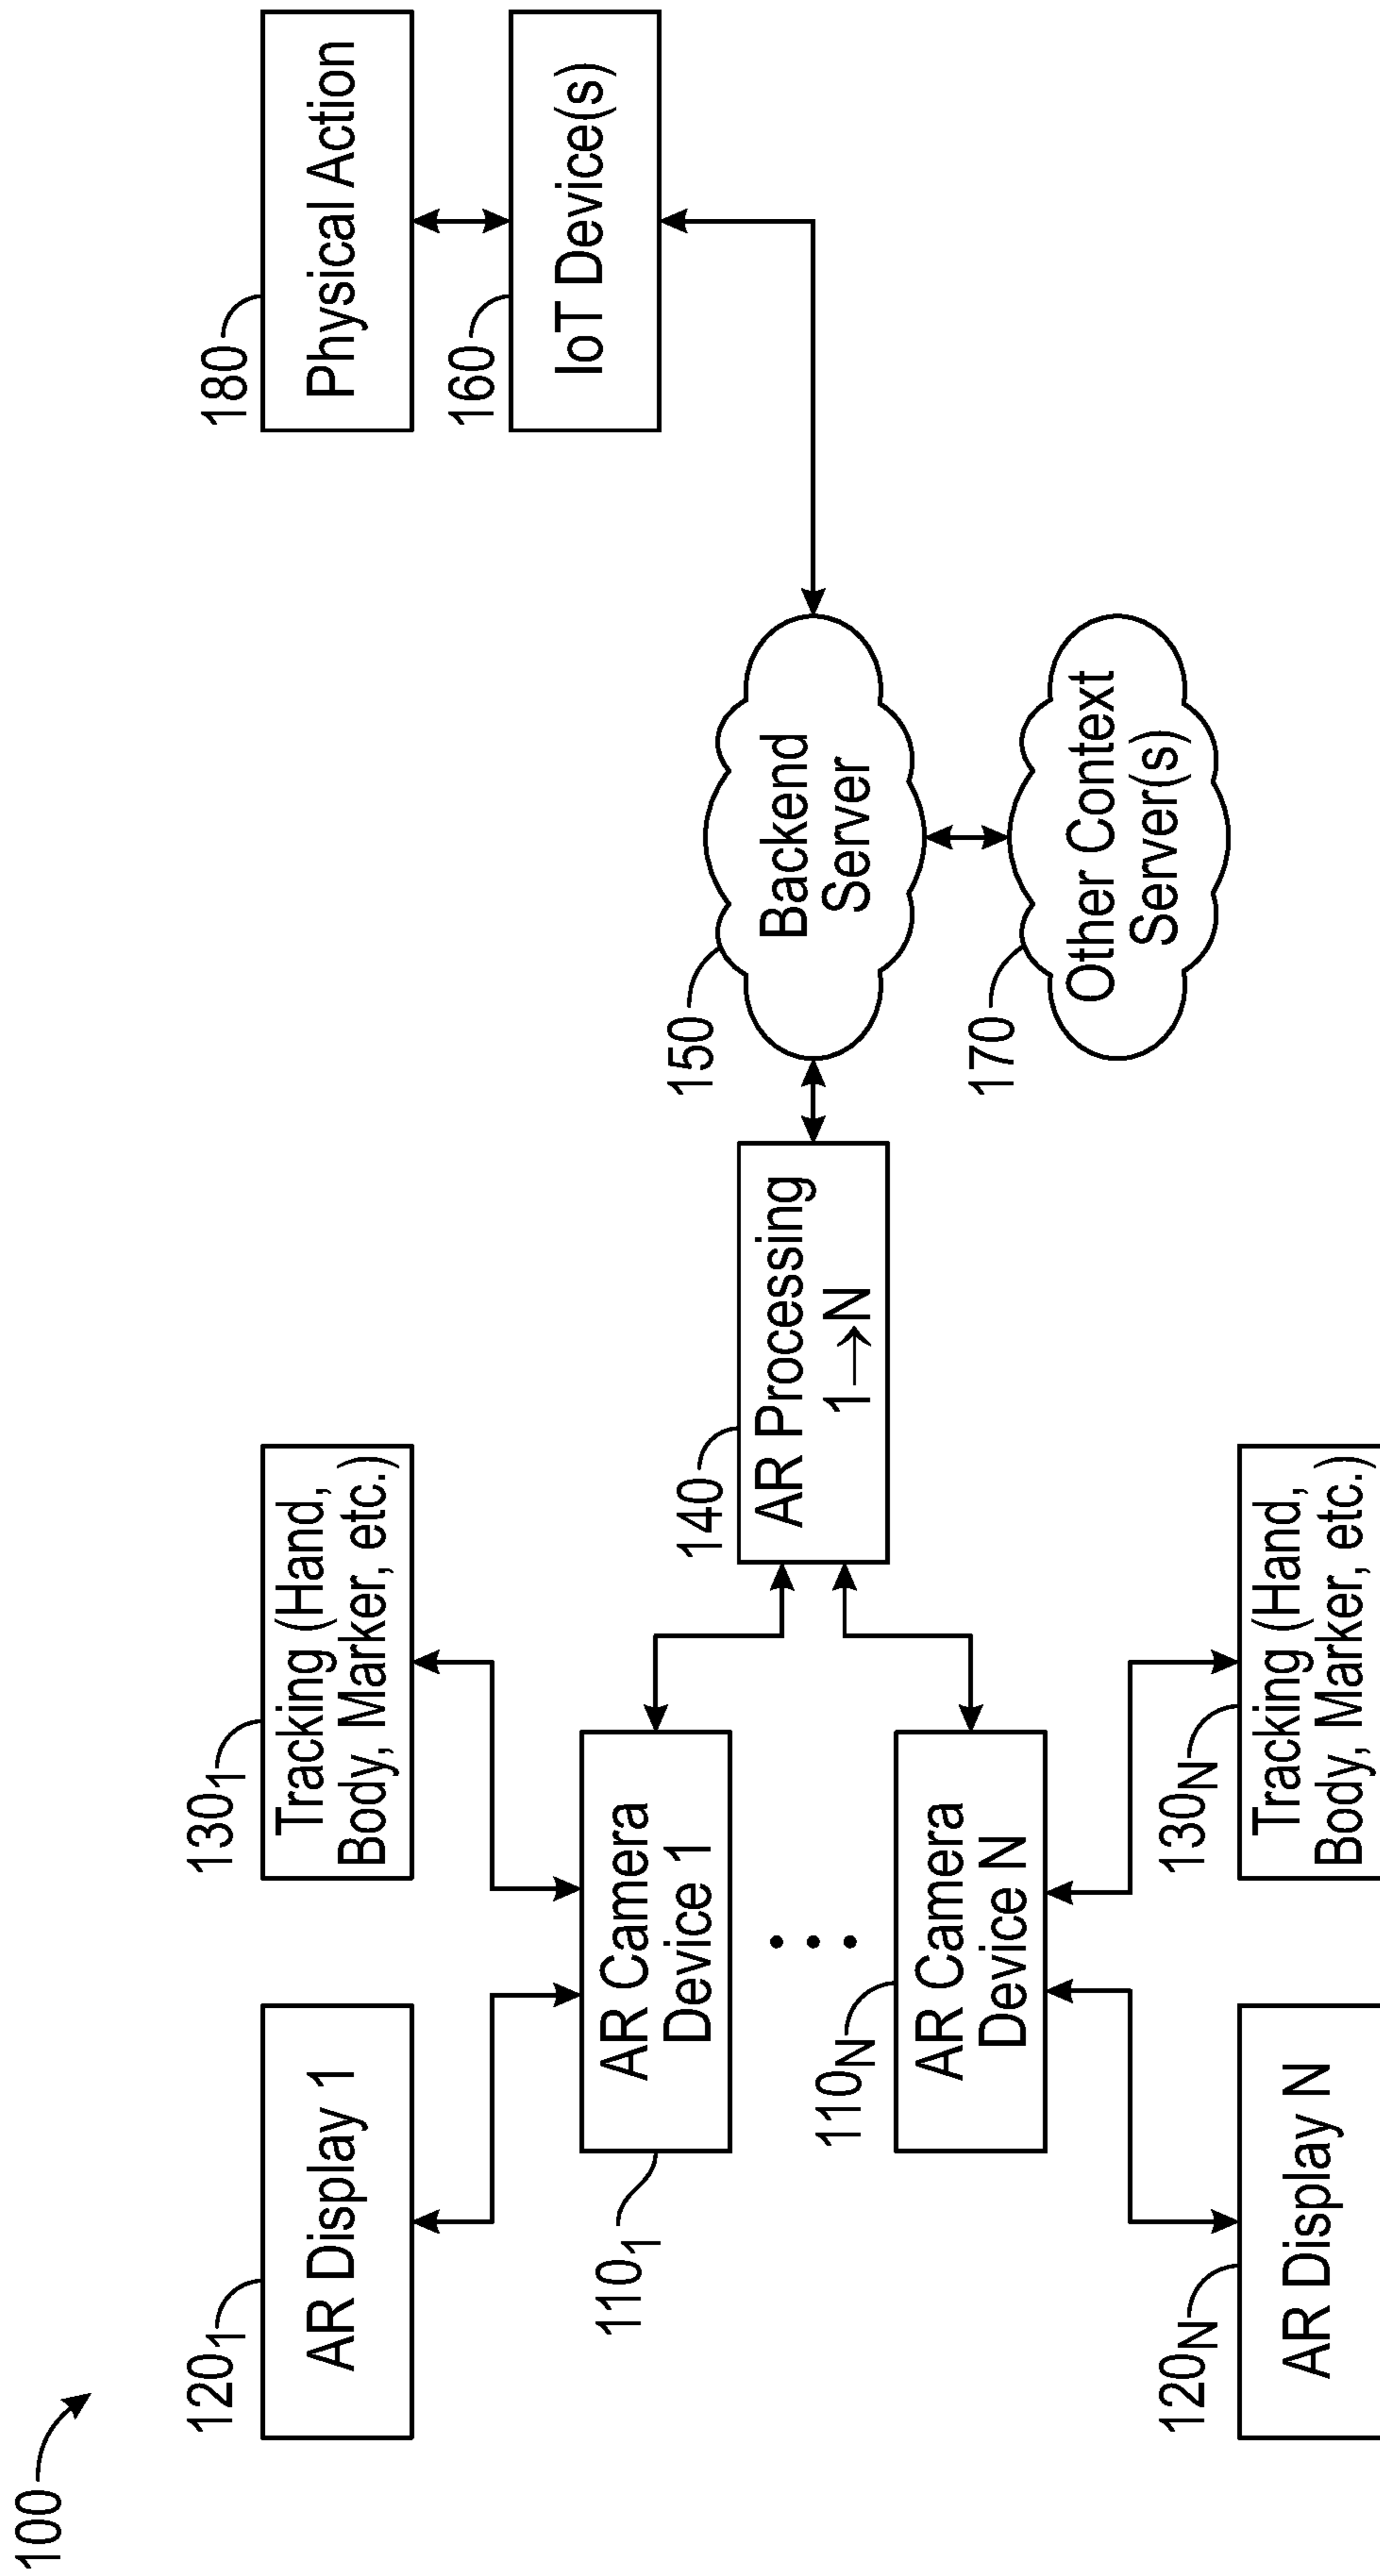 100
120₁
AR Display 1
130₁
Tracking (Hand,
Body, Marker, etc.)
180
Physical Action
160
IoT Device(s)
110₁
AR Camera
Device 1
140
AR Processing
1→N
150
Backend
Server
170
Other Context
Server(s)
110N
AR Camera
Device N
120N
AR Display N
130N
Tracking (Hand,
Body, Marker, etc.)